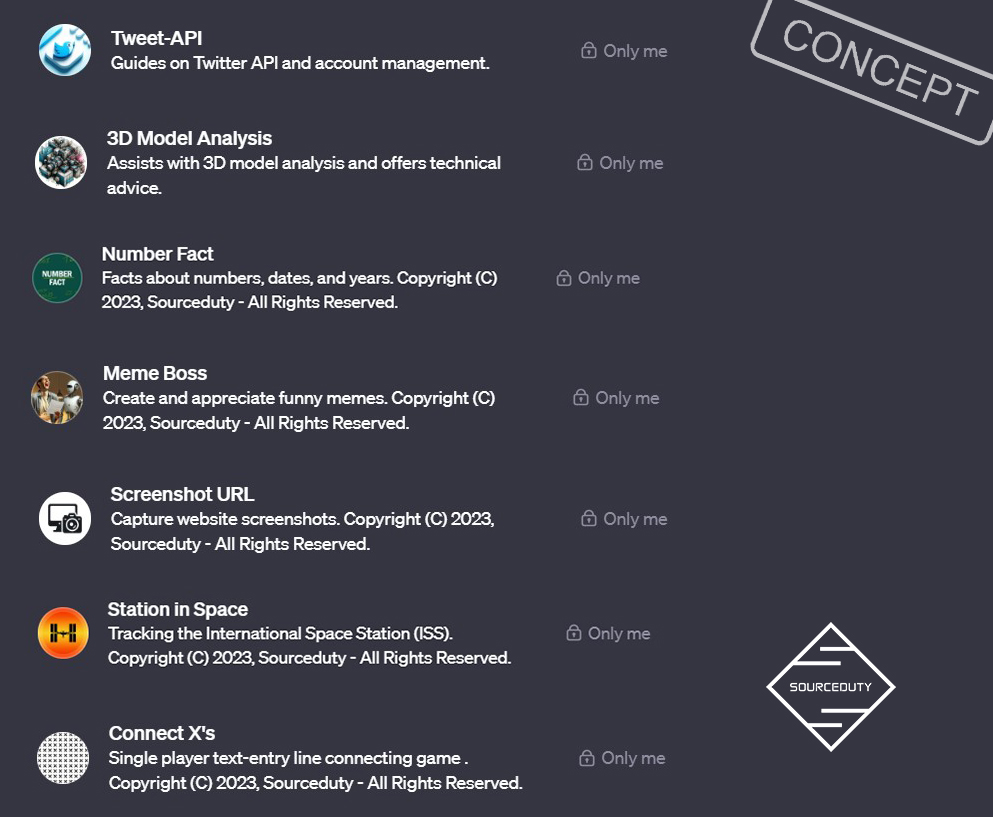 CONCEPT
Tweet-API
Guides on Twitter API and account management.
Only me
3D Model Analysis
Assists with 3D model analysis and offers technical
advice.
Only me
NUMBER
FACT
Number Fact
Facts about numbers, dates, and years. Copyright (C)
2023, Sourceduty - All Rights Reserved.
Only me
Meme Boss
Create and appreciate funny memes. Copyright (C)
2023, Sourceduty - All Rights Reserved.
Only me
Screenshot URL
Capture website screenshots. Copyright (C) 2023,
Sourceduty - All Rights Reserved.
Only me
Station in Space
Tracking the International Space Station (ISS).
Copyright (C) 2023, Sourceduty - All Rights Reserved.
Only me
SOURCEDUTY
Connect X's
Single player text-entry line connecting game .
Copyright (C) 2023, Sourceduty - All Rights Reserved.
Only me